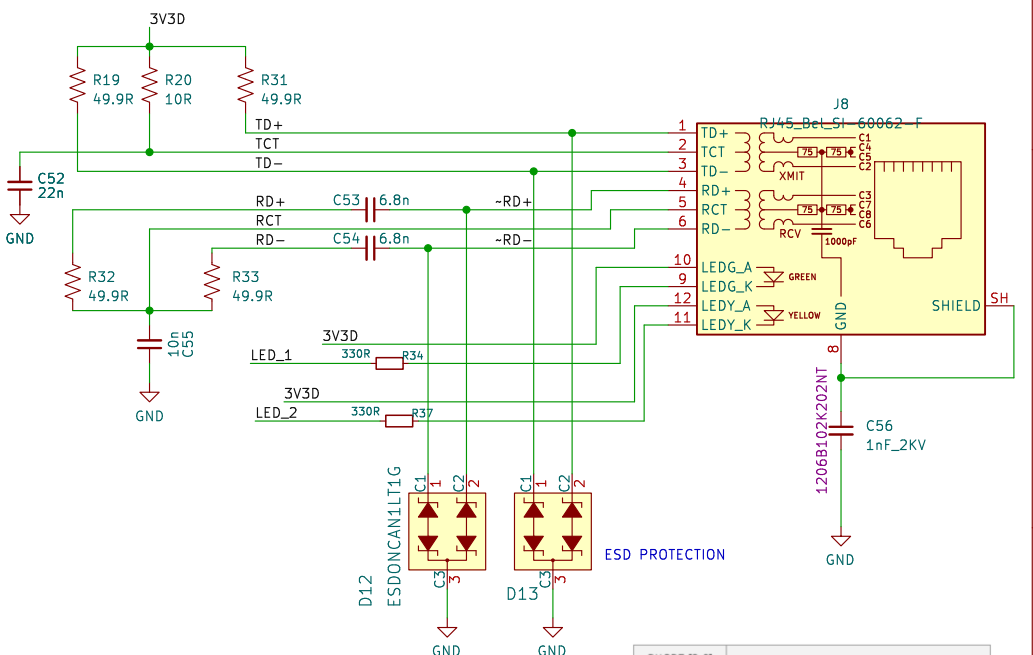 3V3D
R19
49.9R
R20
10R
R31
49.9R
J8
RJ45_Bel_SI-60062-F
TD+
TCT
TD-
C52
22n
GND
RD+
C53
6.8n
~RD+
RCT
RD-
C54
6.8n
~RD-
R32
49.9R
R33
49.9R
10n
C55
GND
1
TD+
2
TCT
3
TD-
4
RD+
5
RCT
6
RD-
10
LEDG_A
9
LEDG_K
12
LEDY_A
11
LEDY_K
C1
75
75
C4
C5
C2
XMIT
C3
75
75
C7
C8
C6
RCV
1000pF
GREEN
YELLOW
GND
8
SHIELD
SH
3V3D
LED_1
330R
R34
3V3D
LED_2
330R
R37
1206B102K202NT
C56
1nF_2KV
GND
C1
1
C2
2
C3
3
D12
ESDONCAN1LT1G
GND
C1
1
C2
2
C3
3
D13
ESD PROTECTION
GND